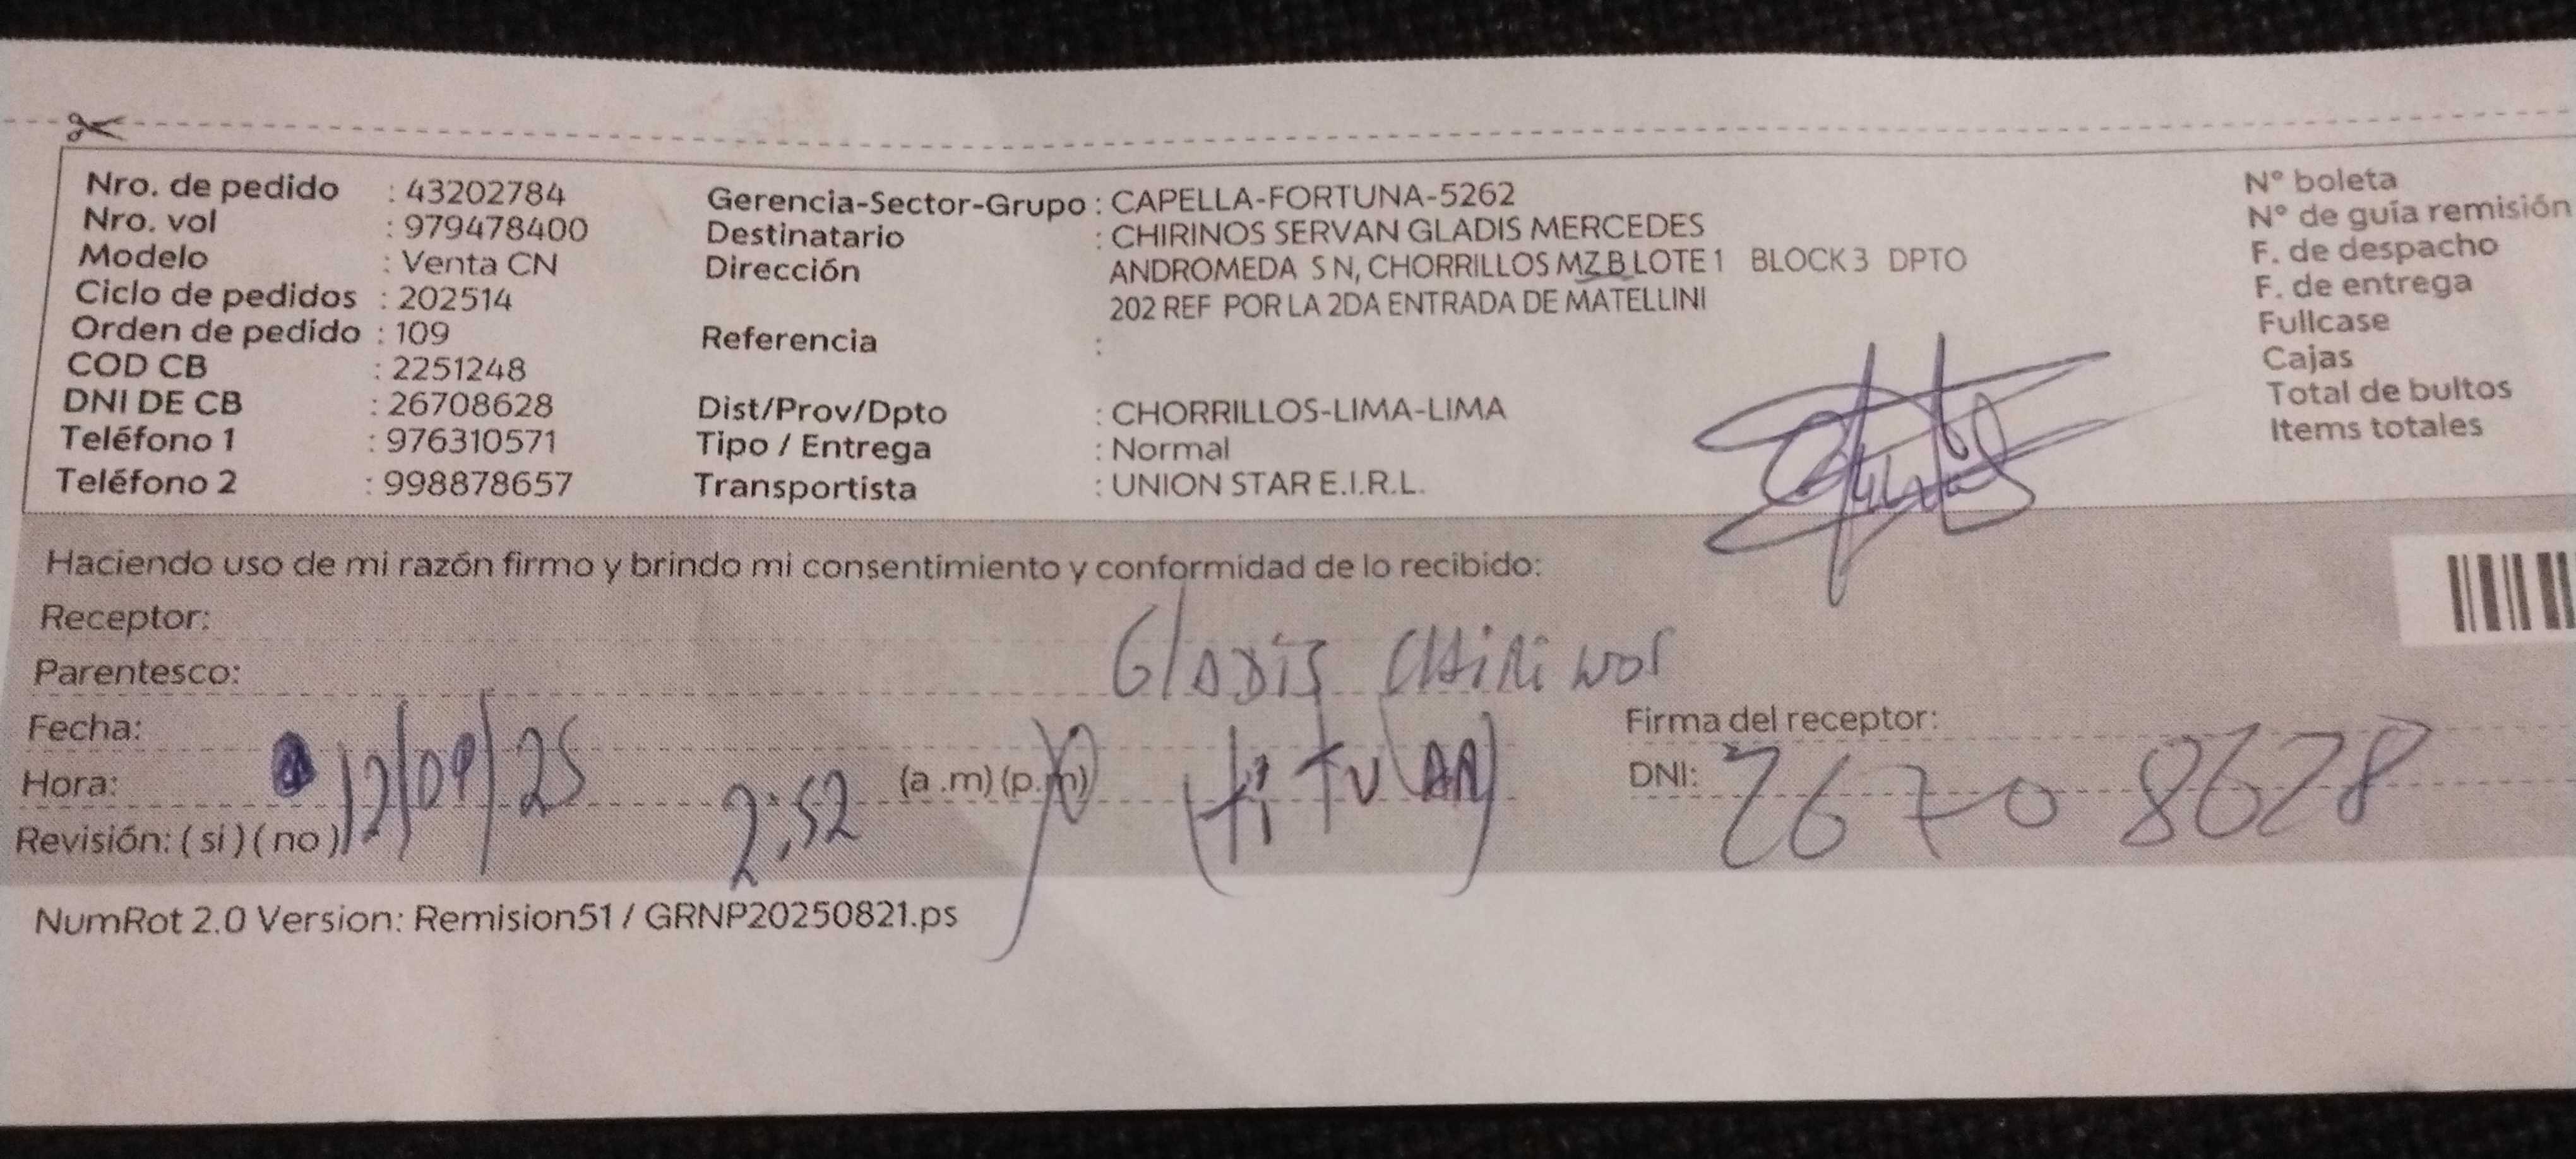 Nro. de pedido : 43202784
Nro. vol : 979478400
Modelo : Venta CN
Ciclo de pedidos : 202514
Orden de pedido : 109
COD CB : 2251248
DNI DE CB : 26708628
Teléfono 1 : 976310571
Teléfono 2 : 998878657
Gerencia-Sector-Grupo : CAPELLA-FORTUNA-5262
Destinatario : CHIRINOS SERVAN GLADIS MERCEDES
Dirección ANDROMEDA S N, CHORRILLOS MZ B LOTE 1 BLOCK 3 DPTO
202 REF POR LA 2DA ENTRADA DE MATELLINI
Referencia :
Dist/Prov/Dpto : CHORRILLOS-LIMA-LIMA
Tipo / Entrega : Normal
Transportista : UNION STAR E.I.R.L.
N° boleta
N° de guía remisión
F. de despacho
F. de entrega
Fullcase
Cajas
Total de bultos
Items totales
Haciendo uso de mi razón firmo y brindo mi consentimiento y conformidad de lo recibido:
Receptor:
Parentesco: GlADiS CHiRiNOS
Fecha: Firma del receptor:
Hora: 12/09/25 2:52 (a .m) (p.m) (tiTulAR) DNI: 26708628
Revisión: ( si ) ( no )
NumRot 2.0 Version: Remision51 / GRNP20250821.ps